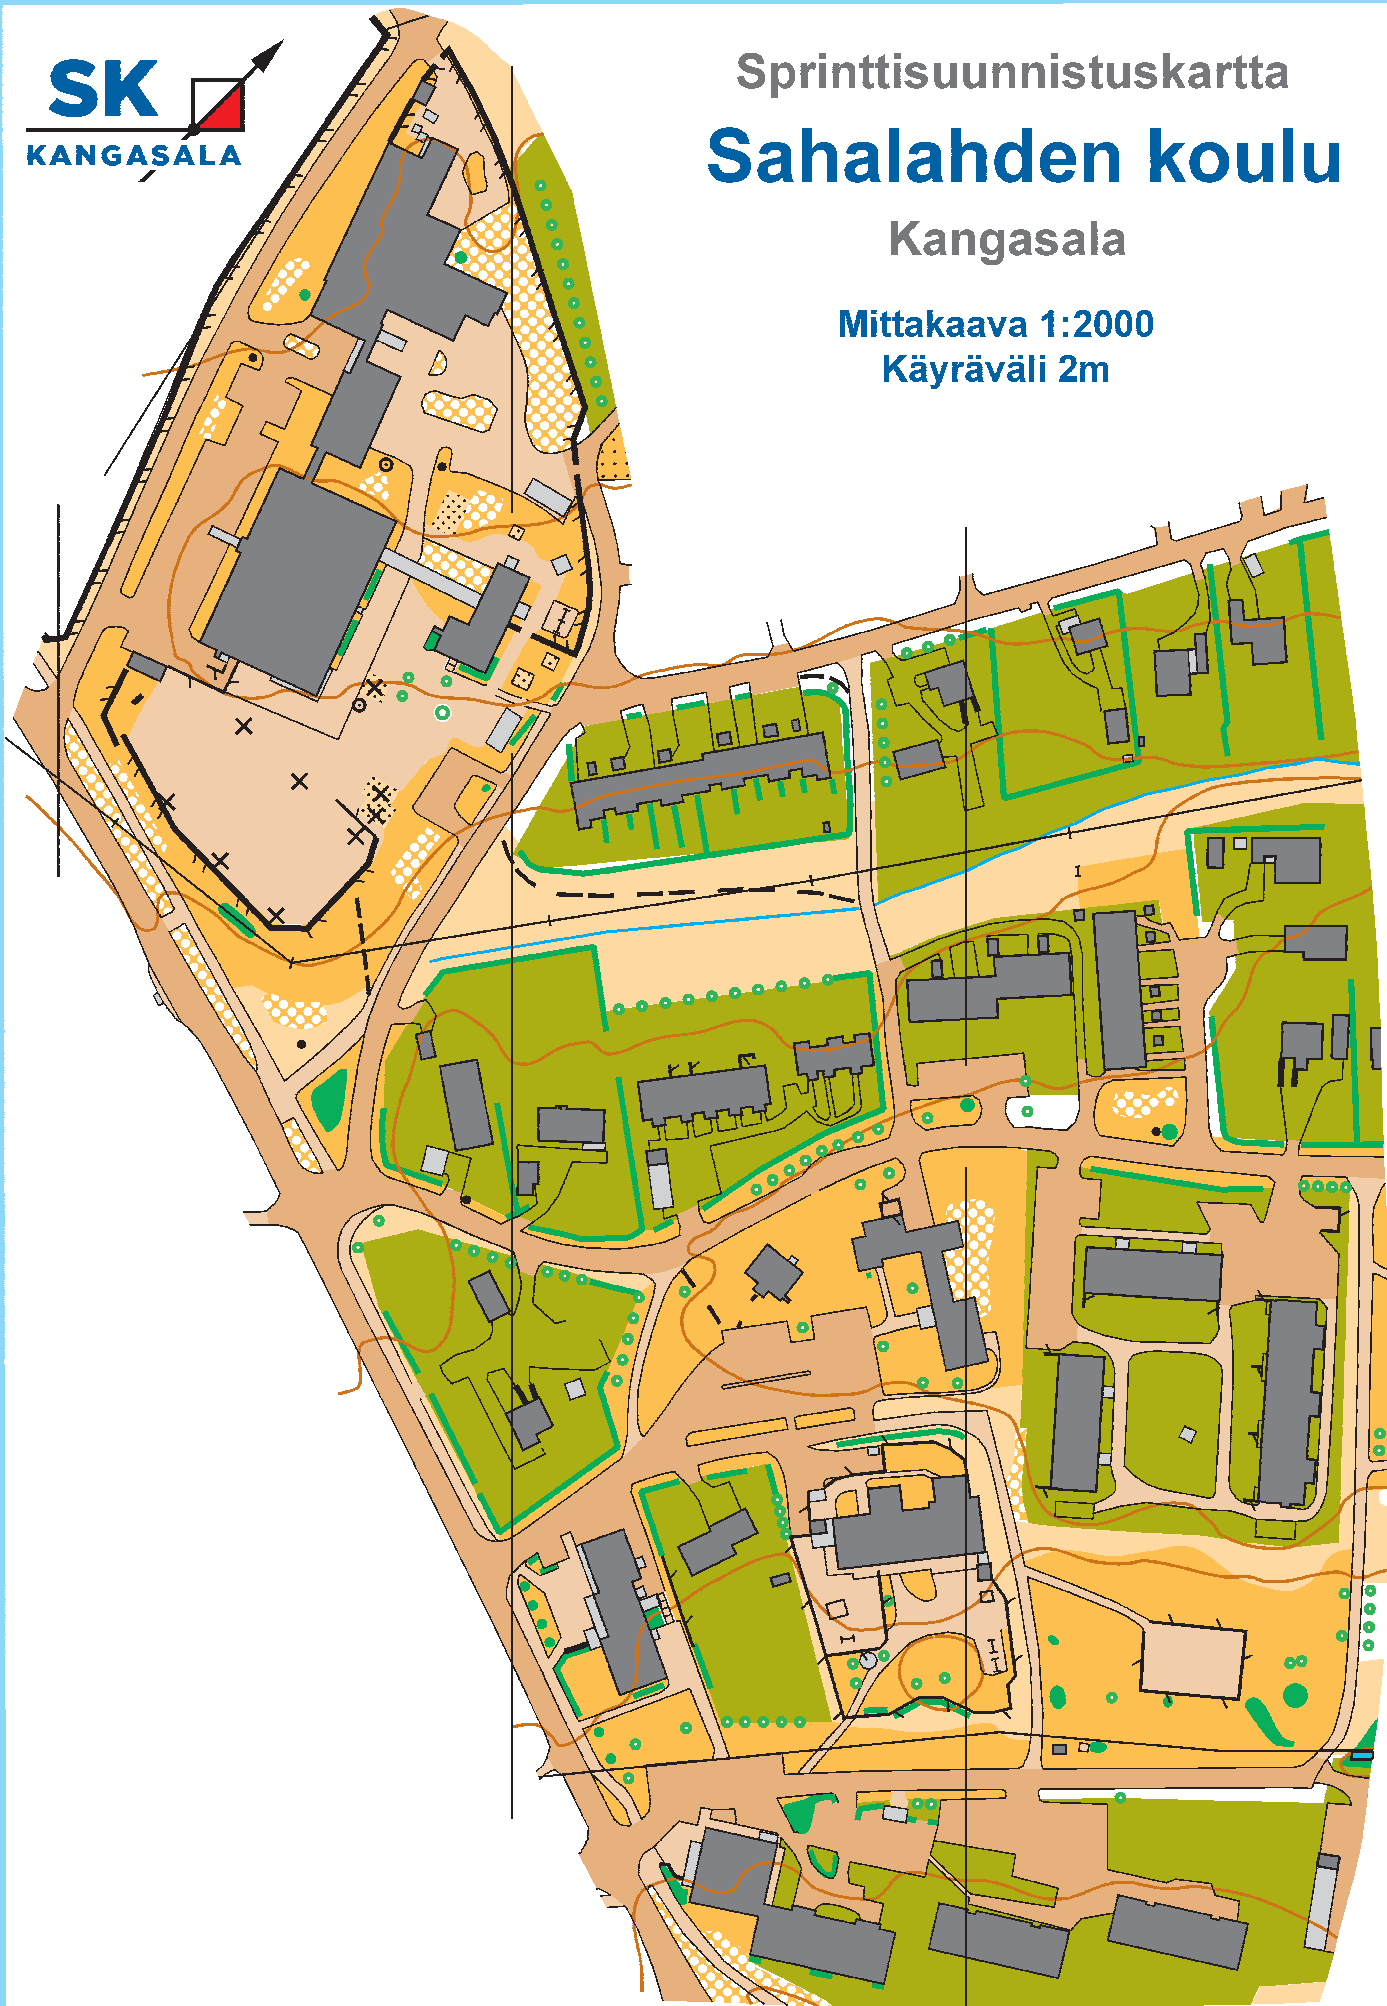 SK
KANGASALA
Sprinttisuunnistuskartta
Sahalahden koulu
Kangasala
Mittakaava 1:2000
Käyräväli 2m